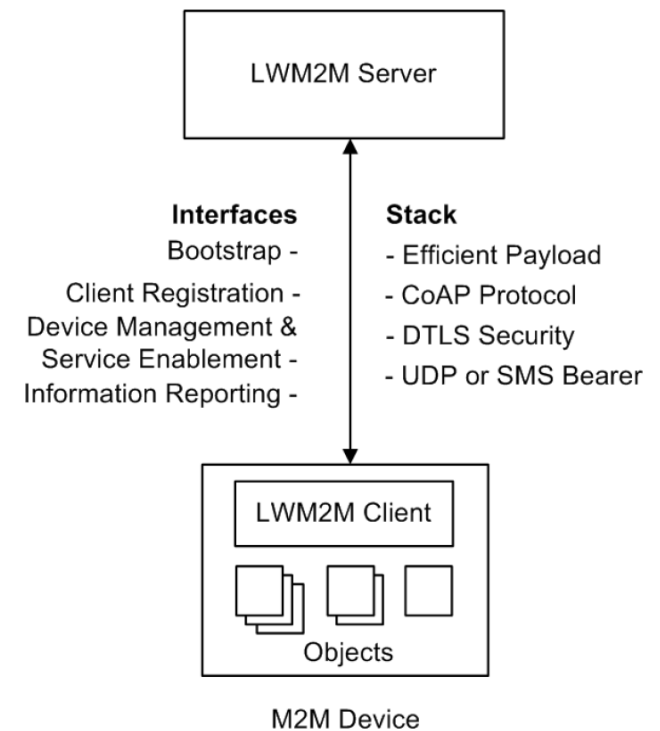 LWM2M Server
Interfaces
Bootstrap -
Client Registration -
Device Management &
Service Enablement -
Information Reporting -
Stack
- Efficient Payload
- CoAP Protocol
- DTLS Security
- UDP or SMS Bearer
LWM2M Client
Objects
M2M Device